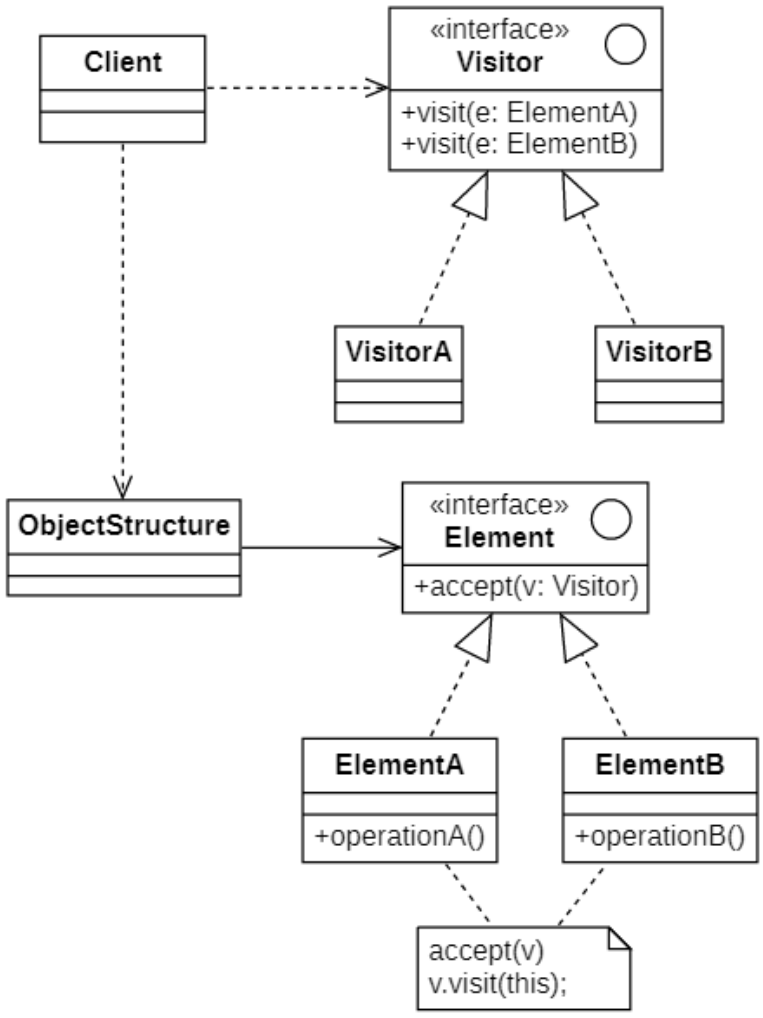 Client
«interface»
Visitor
+visit(e: ElementA)
+visit(e: ElementB)
VisitorA
VisitorB
ObjectStructure
«interface»
Element
+accept(v: Visitor)
ElementA
+operationA()
ElementB
+operationB()
accept(v)
v.visit(this);